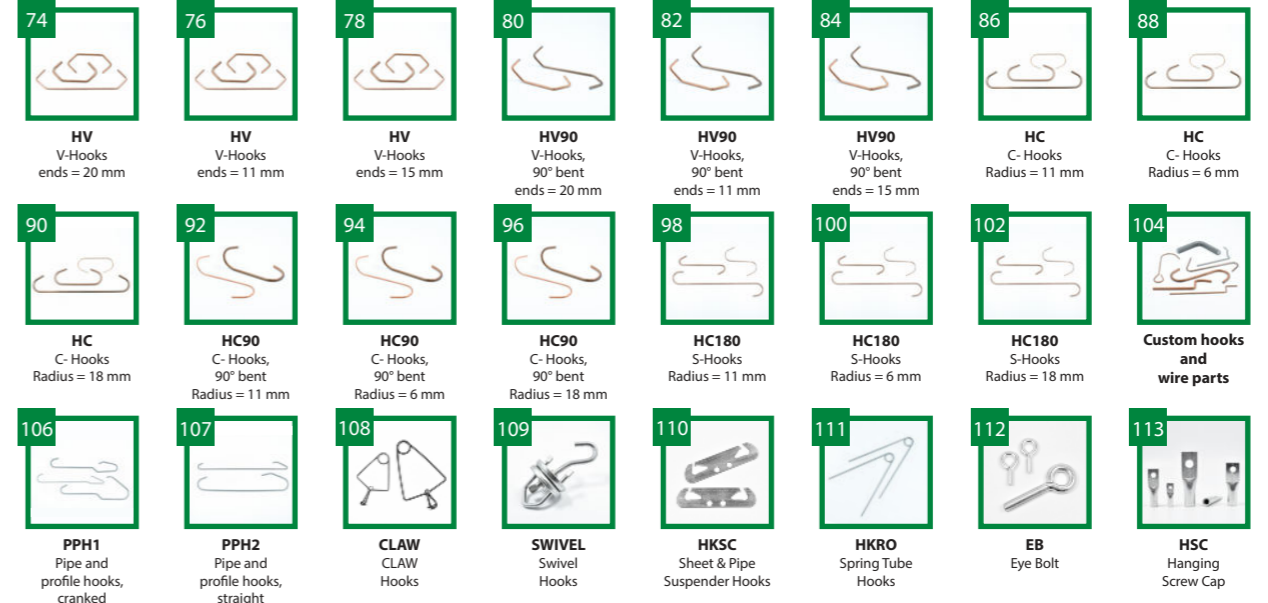 74
76
78
80
82
84
86
88
HV
V-Hooks
ends = 20 mm
HV
V-Hooks
ends = 11 mm
HV
V-Hooks
ends = 15 mm
HV90
V-Hooks,
90° bent
ends = 20 mm
HV90
V-Hooks,
90° bent
ends = 11 mm
HV90
V-Hooks,
90° bent
ends = 15 mm
HC
C- Hooks
Radius = 11 mm
HC
C- Hooks
Radius = 6 mm
90
92
94
96
98
100
102
104
HC
C- Hooks
Radius = 18 mm
HC90
C- Hooks,
90° bent
Radius = 11 mm
HC90
C- Hooks,
90° bent
Radius = 6 mm
HC90
C- Hooks,
90° bent
Radius = 18 mm
HC180
S-Hooks
Radius = 11 mm
HC180
S-Hooks
Radius = 6 mm
HC180
S-Hooks
Radius = 18 mm
Custom hooks
and
wire parts
106
107
108
109
110
111
112
113
PPH1
Pipe and
profile hooks,
cranked
PPH2
Pipe and
profile hooks,
straight
CLAW
CLAW
Hooks
SWIVEL
Swivel
Hooks
HKSC
Sheet & Pipe
Suspender Hooks
HKRO
Spring Tube
Hooks
EB
Eye Bolt
HSC
Hanging
Screw Cap